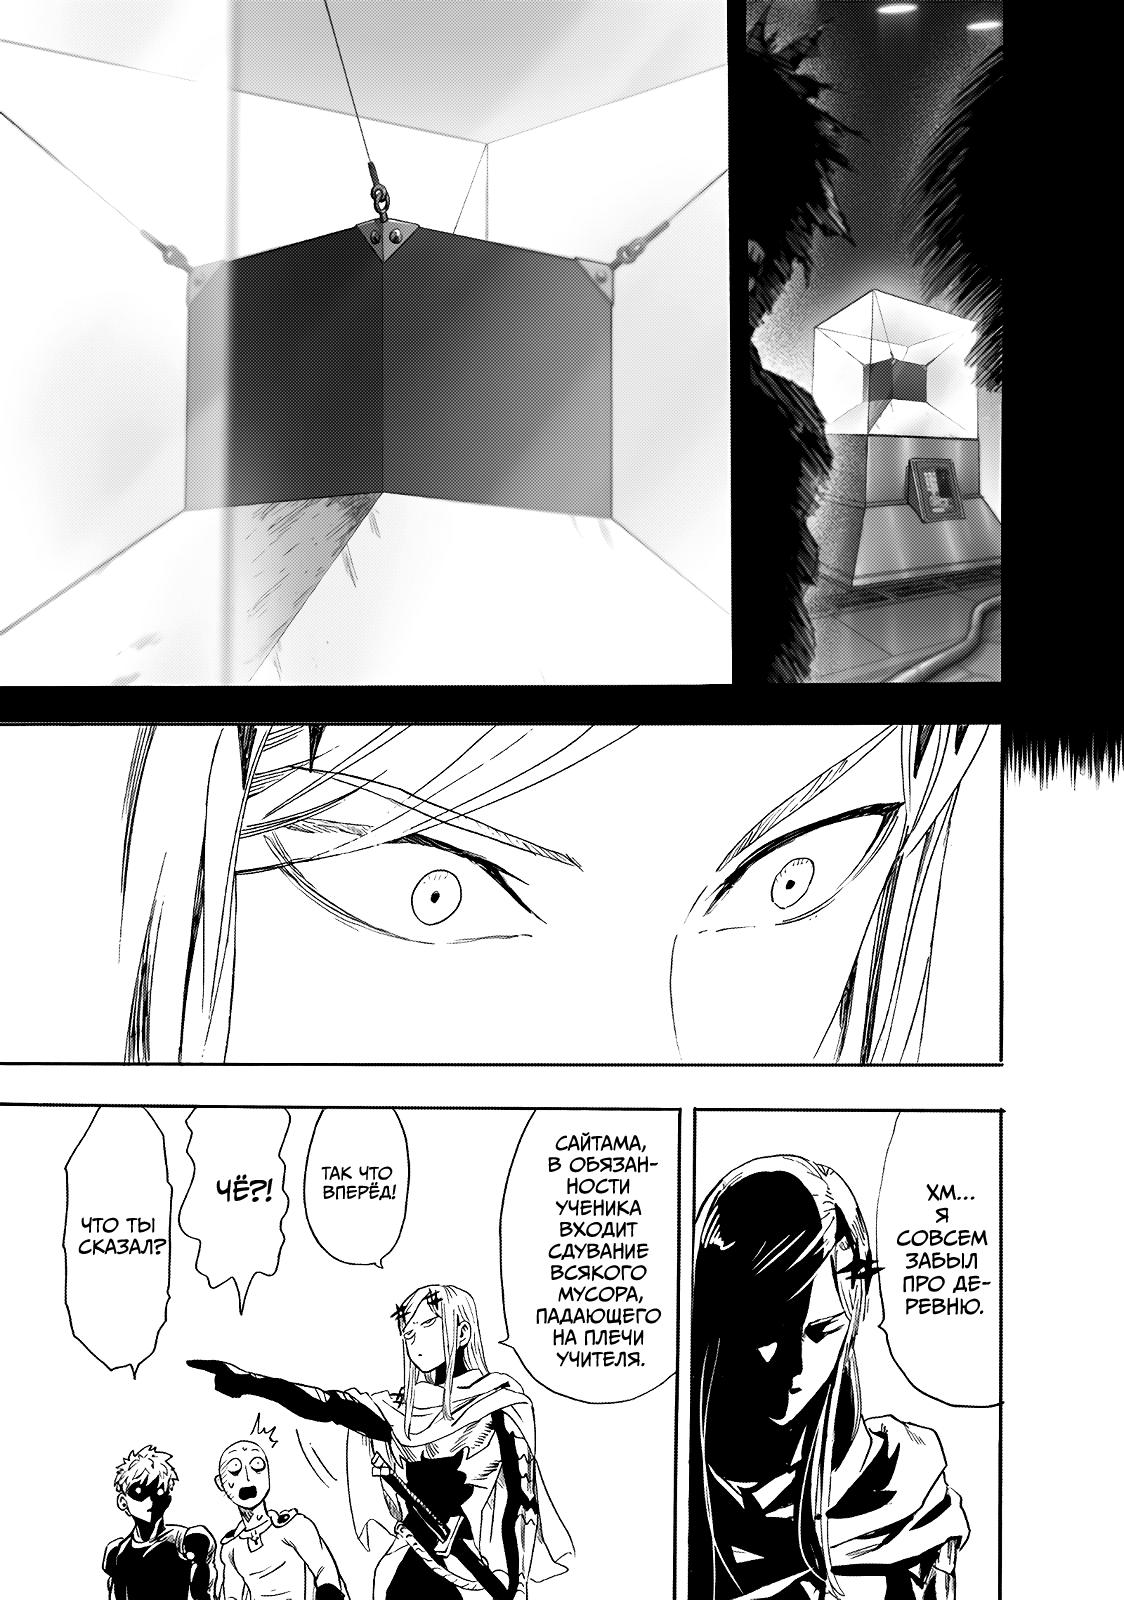 ХМ...
Я
СОВСЕМ
ЗАБЫЛ
ПРО ДЕ-
РЕВНЮ.
САЙТАМА,
В ОБЯЗАН-
НОСТИ
УЧЕНИКА
ВХОДИТ
СДУВАНИЕ
ВСЯКОГО
МУСОРА,
ПАДАЮЩЕГО
НА ПЛЕЧИ
УЧИТЕЛЯ.
ТАК ЧТО
ВПЕРЁД!
ЧЁ?!
ЧТО ТЫ
СКАЗАЛ?